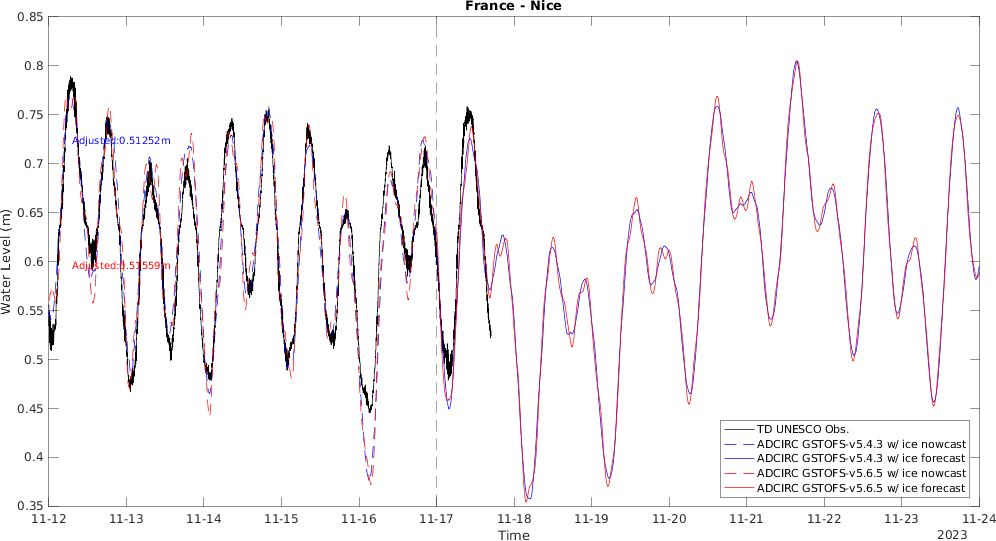 France - Nice
0.85
0.8
0.75
0.7
0.65
0.6
0.55
0.5
0.45
0.4
0.35
Water Level (m)
Adjusted:0.51252m
Adjusted:0.51559m
TD UNESCO Obs.
ADCIRC GSTOFS-v5.4.3 w/ ice nowcast
ADCIRC GSTOFS-v5.4.3 w/ ice forecast
ADCIRC GSTOFS-v5.6.5 w/ ice nowcast
ADCIRC GSTOFS-v5.6.5 w/ ice forecast
11-12 11-13 11-14 11-15 11-16 11-17 11-18 11-19 11-20 11-21 11-22 11-23 11-24
Time
2023